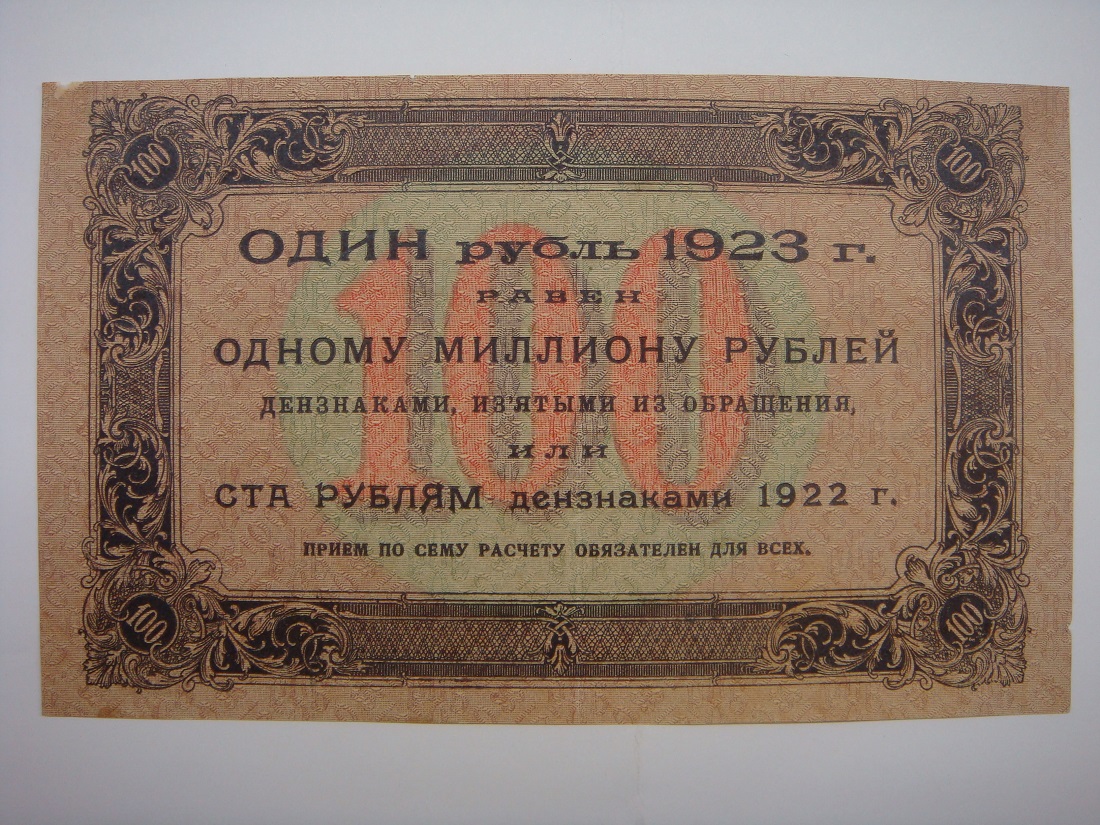 100 100
ОДИН рубль 1923 г.
РАВЕН
100
ОДНОМУ МИЛЛИОНУ РУБЛЕЙ
ДЕНЗНАКАМИ, ИЗ'ЯТЫМИ ИЗ ОБРАЩЕНИЯ,
ИЛИ
СТА РУБЛЯМ дензнаками 1922 г.
ПРИЕМ ПО СЕМУ РАСЧЕТУ ОБЯЗАТЕЛЕН ДЛЯ ВСЕХ.
100 100